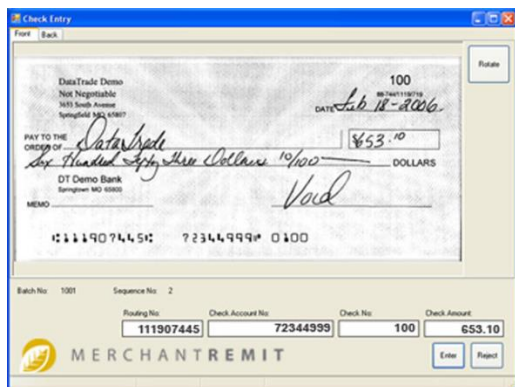 Check Entry
Front Back
Rotate
DataTrade Demo
Not Negotiable
3653 South Avenue
Springfield MO 65807
100
DATE Feb 18-2006
PAY TO THE
ORDER OF DataTrade $653.10
Six Hundred Fifty Three Dollars 10/100 DOLLARS
DT Demo Bank
Springtown MO 65800
MEMO Void
⑆111907445⑆ 72344999⑈ 0100
Batch No: 1001 Sequence No: 2
Routing No: Check Account No: Check No: Check Amount:
111907445 72344999 100 653.10
MERCHANTREMIT Enter Reject